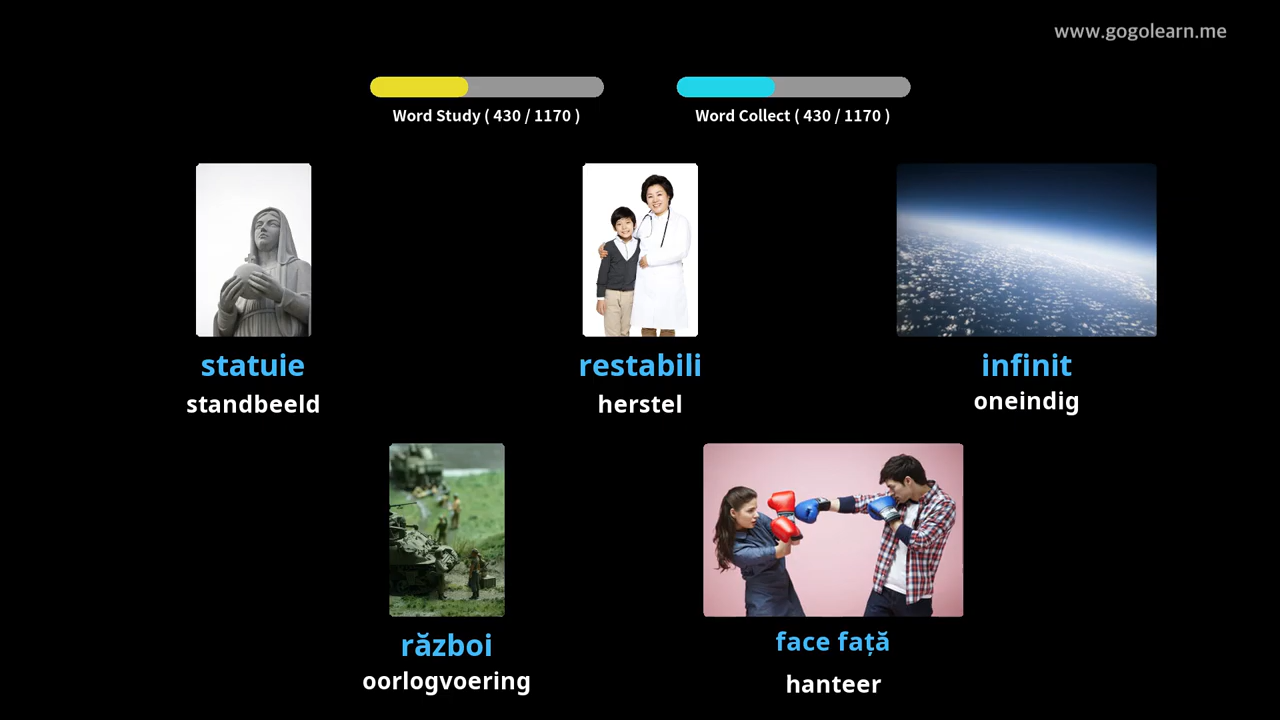 www.gogolearn.me
Word Study ( 430 / 1170 )
Word Collect ( 430 / 1170 )
statuie
standbeeld
restabili
herstel
infinit
oneindig
război
oorlogvoering
face față
hanteer